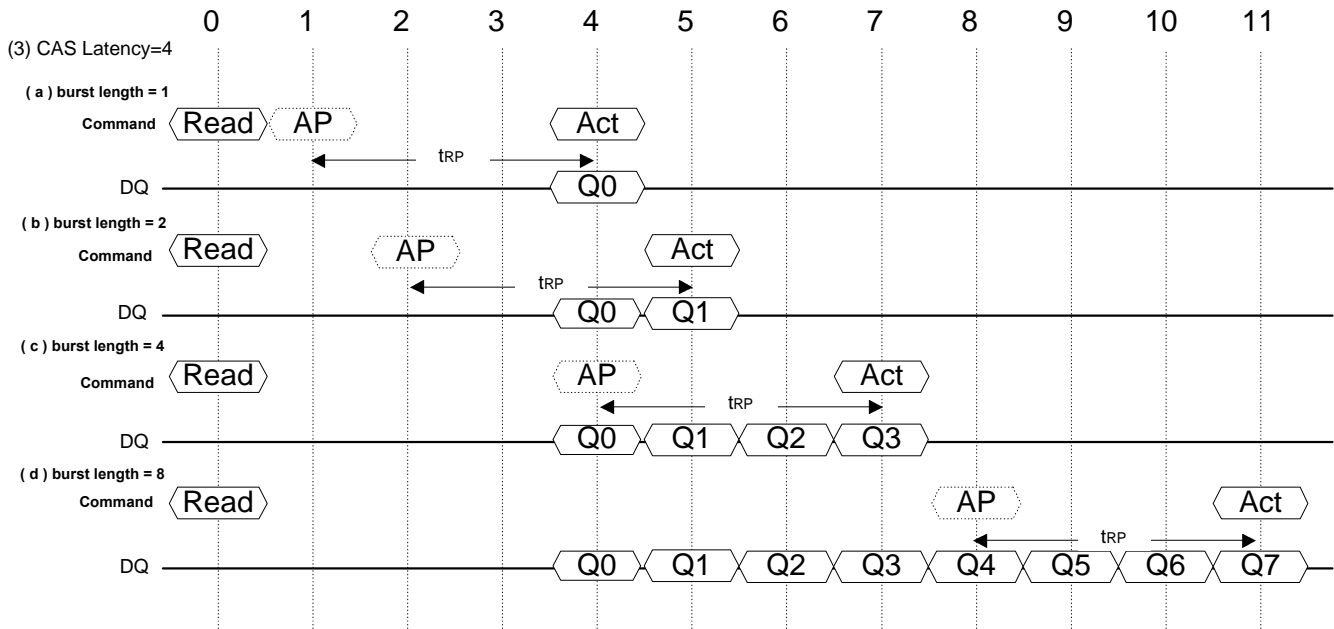 0 1 2 3 4 5 6 7 8 9 10 11
(3) CAS Latency=4
( a ) burst length = 1
Command Read AP Act
tRP
DQ Q0
( b ) burst length = 2
Command Read AP Act
tRP
DQ Q0 Q1
( c ) burst length = 4
Command Read AP Act
tRP
DQ Q0 Q1 Q2 Q3
( d ) burst length = 8
Command Read AP Act
tRP
DQ Q0 Q1 Q2 Q3 Q4 Q5 Q6 Q7